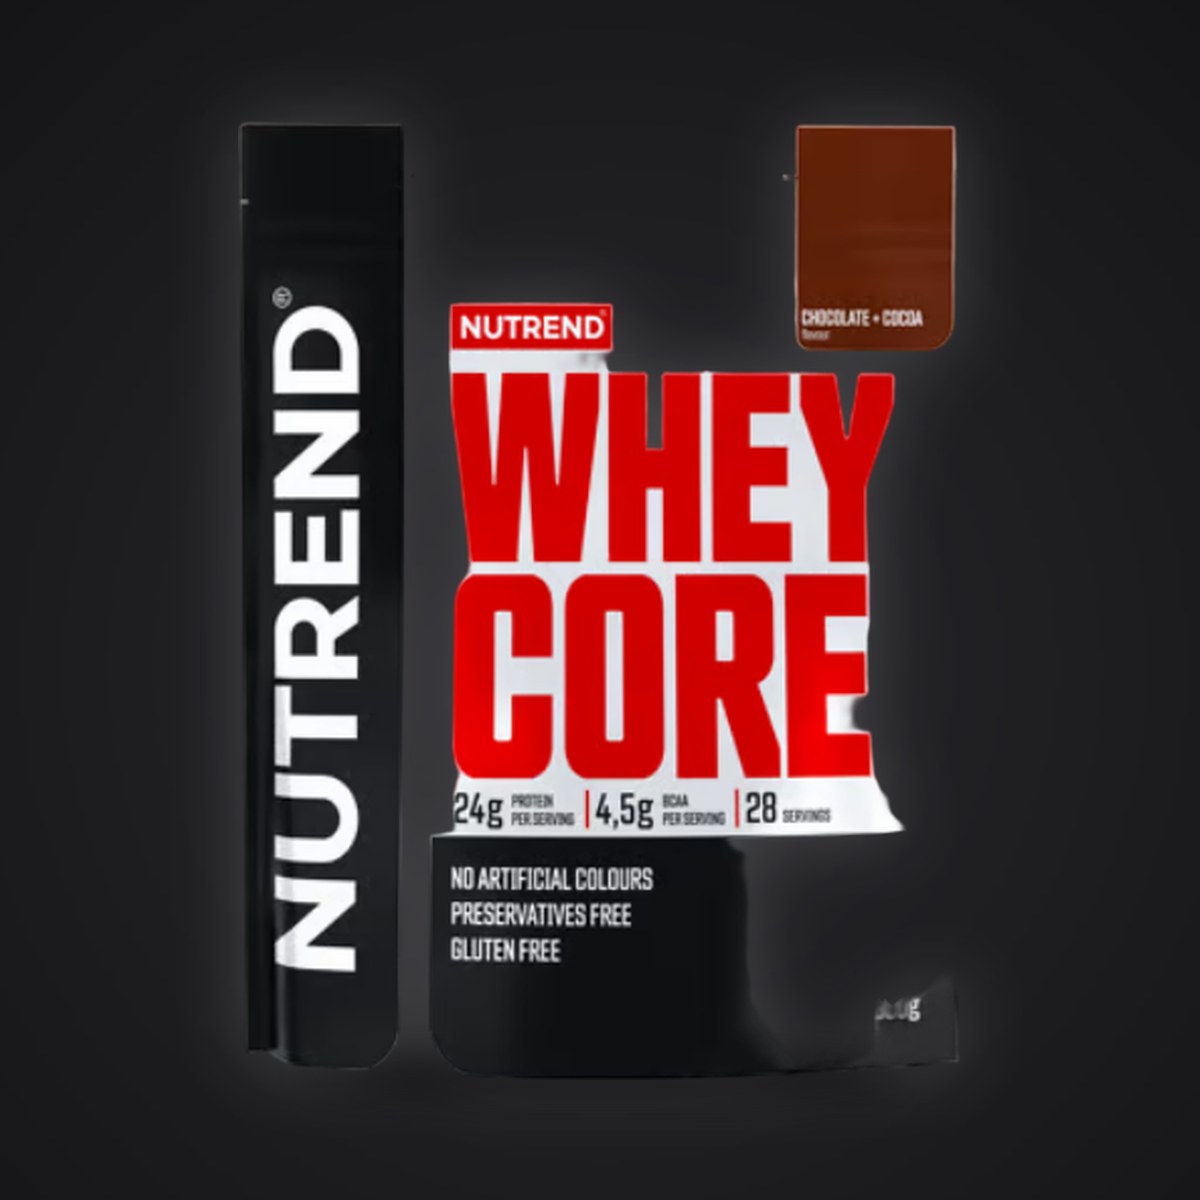 NUTREND®
NUTREND
WHEY
CORE
CHOCOLATE + COCOA
flavour
24g PROTEIN PER SERVING
4,5g BCAA PER SERVING
28 SERVINGS
NO ARTIFICIAL COLOURS
PRESERVATIVES FREE
GLUTEN FREE